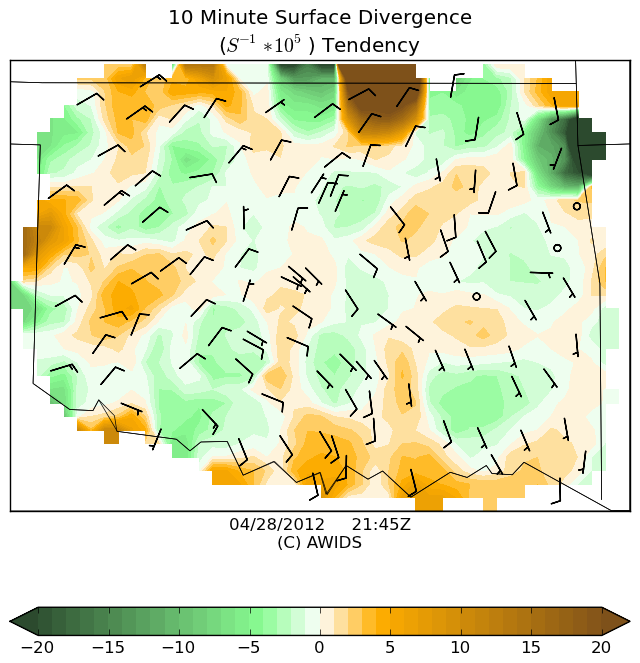 10 Minute Surface Divergence
(S⁻¹ * 10⁵ ) Tendency
04/28/2012 21:45Z
(C) AWIDS
−20 −15 −10 −5 0 5 10 15 20